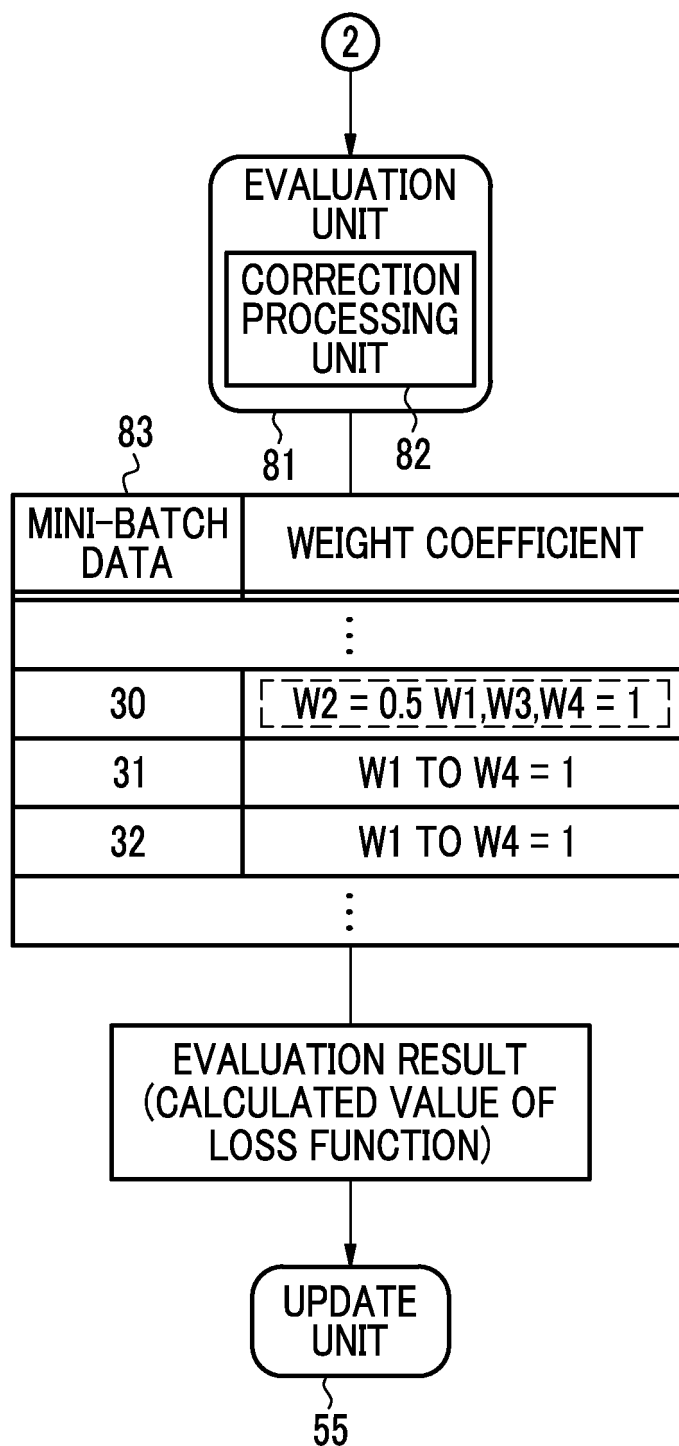 2
EVALUATION
UNIT
CORRECTION
PROCESSING
UNIT
81
82
83
MINI-BATCH
DATA
WEIGHT COEFFICIENT
⋮
30
W2 = 0.5 W1,W3,W4 = 1
31
W1 TO W4 = 1
32
W1 TO W4 = 1
⋮
EVALUATION RESULT
(CALCULATED VALUE OF
LOSS FUNCTION)
UPDATE
UNIT
55